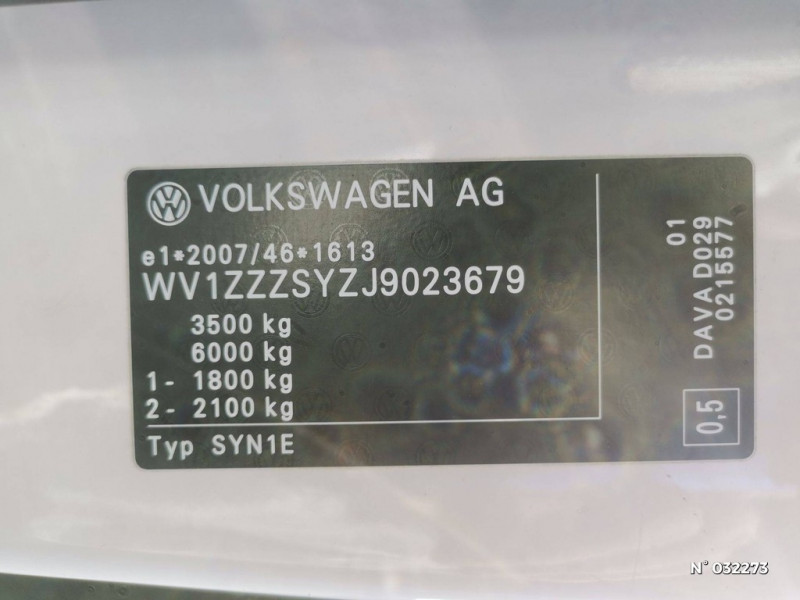 VOLKSWAGEN AG
e1*2007/46*1613
WV1ZZZSYZJ9023679
3500 kg
6000 kg
1- 1800 kg
2- 2100 kg
Typ SYN1E
01
DAVA D029
0215577
0,5
N° 032273